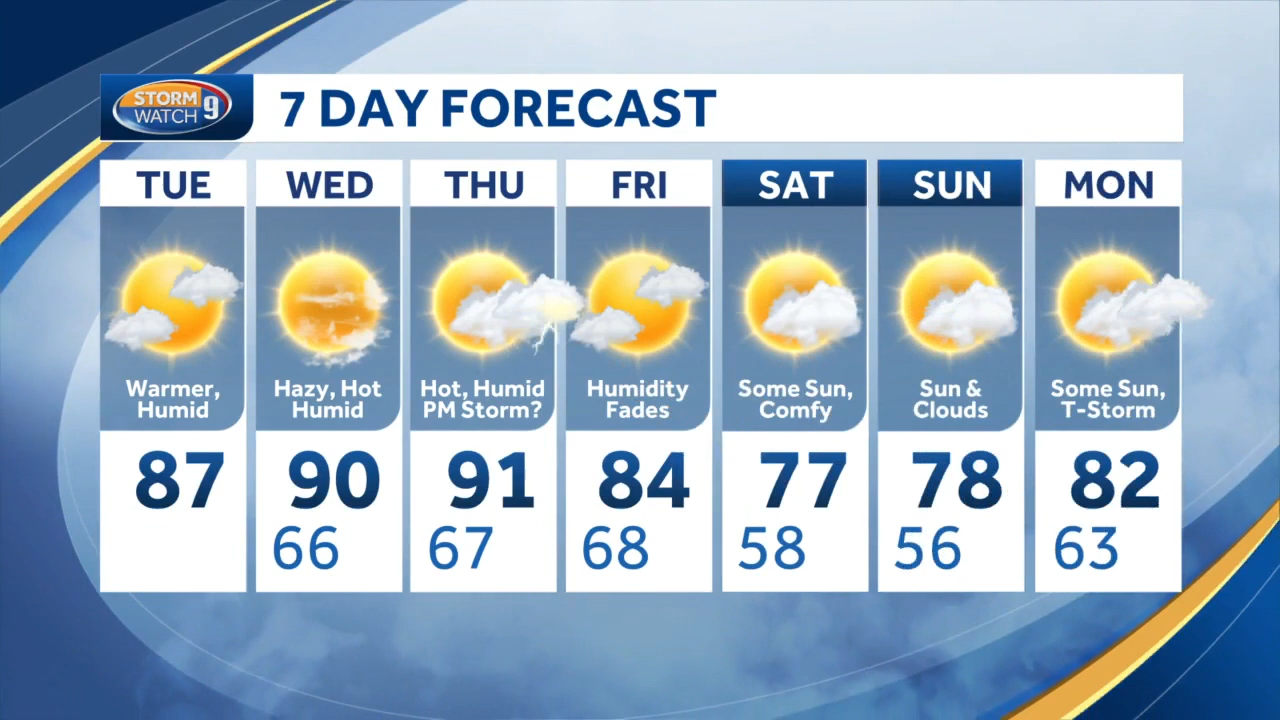 STORM
WATCH 9
7 DAY FORECAST
TUE
Warmer,
Humid
87
WED
Hazy, Hot
Humid
90
66
THU
Hot, Humid
PM Storm?
91
67
FRI
Humidity
Fades
84
68
SAT
Some Sun,
Comfy
77
58
SUN
Sun &
Clouds
78
56
MON
Some Sun,
T-Storm
82
63